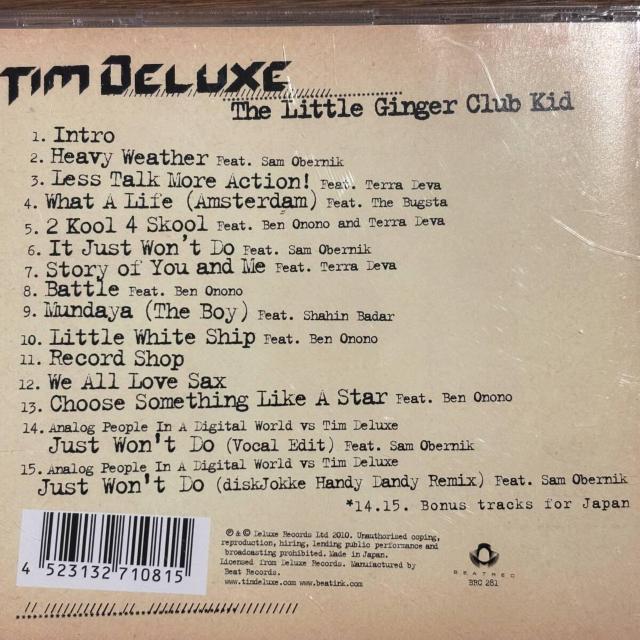 Tim Deluxe
The Little Ginger Club Kid
1. Intro
2. Heavy Weather Feat. Sam Obernik
3. Less Talk More Action! Feat. Terra Deva
4. What A Life (Amsterdam) Feat. The Bugsta
5. 2 Kool 4 Skool Feat. Ben Onono and Terra Deva
6. It Just Won't Do Feat. Sam Obernik
7. Story of You and Me Feat. Terra Deva
8. Battle Feat. Ben Onono
9. Mundaya (The Boy) Feat. Shahin Badar
10. Little White Ship Feat. Ben Onono
11. Record Shop
12. We All Love Sax
13. Choose Something Like A Star Feat. Ben Onono
14. Analog People In A Digital World vs Tim Deluxe
Just Won't Do (Vocal Edit) Feat. Sam Obernik
15. Analog People In A Digital World vs Tim Deluxe
Just Won't Do (diskJokke Handy Dandy Remix) Feat. Sam Obernik
*14.15. Bonus tracks for Japan
℗ & © Deluxe Records Ltd 2010. Unauthorised coping,
reproduction, hiring, lending public performance and
broadcasting prohibited. Made in Japan.
Licensed from Deluxe Records. Manufactured by
Beat Records.
www.timdeluxe.com www.beatink.com
BEATREC
BRC 281
4 523132 710815